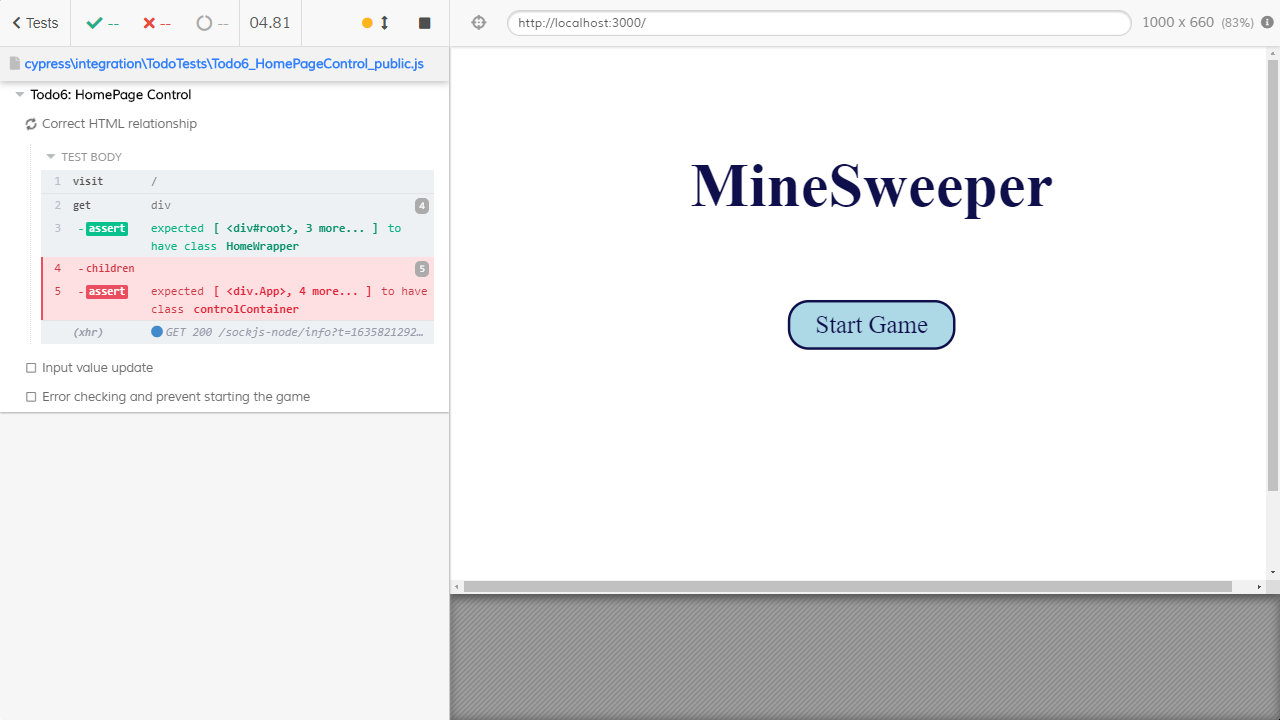 Tests -- -- -- 04.81
http://localhost:3000/ 1000 x 660 (83%)
cypress\integration\TodoTests\Todo6_HomePageControl_public.js
Todo6: HomePage Control
Correct HTML relationship
TEST BODY
1 visit /
2 get div 4
3 -assert expected [ <div#root>, 3 more... ] to
have class HomeWrapper
4 -children 5
5 -assert expected [ <div.App>, 4 more... ] to have
class controlContainer
(xhr) GET 200 /sockjs-node/info?t=1635821292…
Input value update
Error checking and prevent starting the game
MineSweeper
Start Game